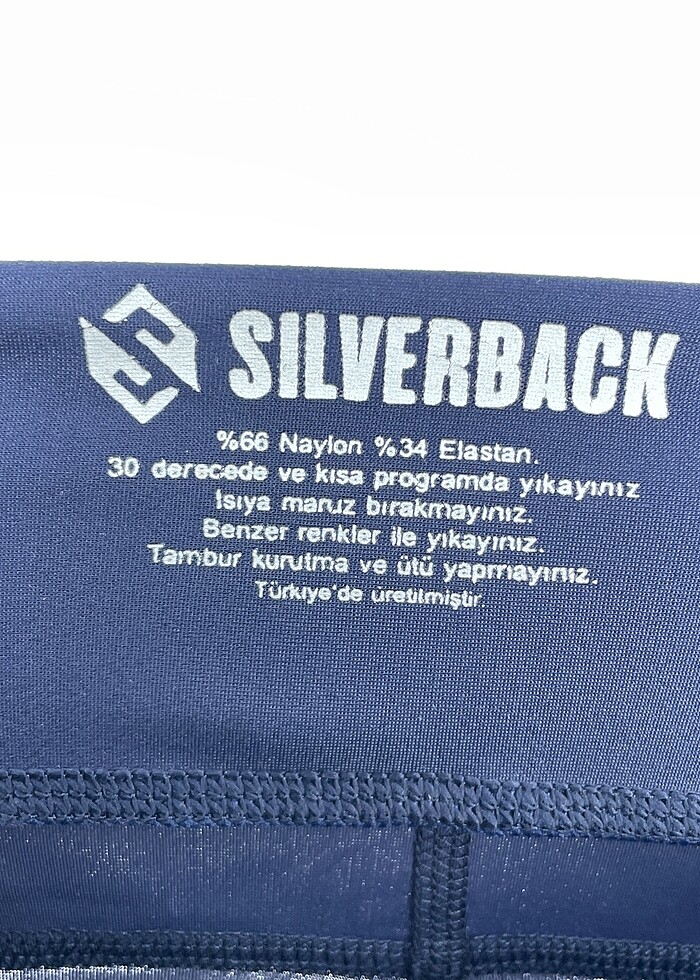 SILVERBACK
%66 Naylon %34 Elastan.
30 derecede ve kısa programda yıkayınız
Isıya maruz bırakmayınız.
Benzer renkler ile yıkayınız.
Tambur kurutma ve ütü yapmayınız.
Türkiye'de üretilmiştir.